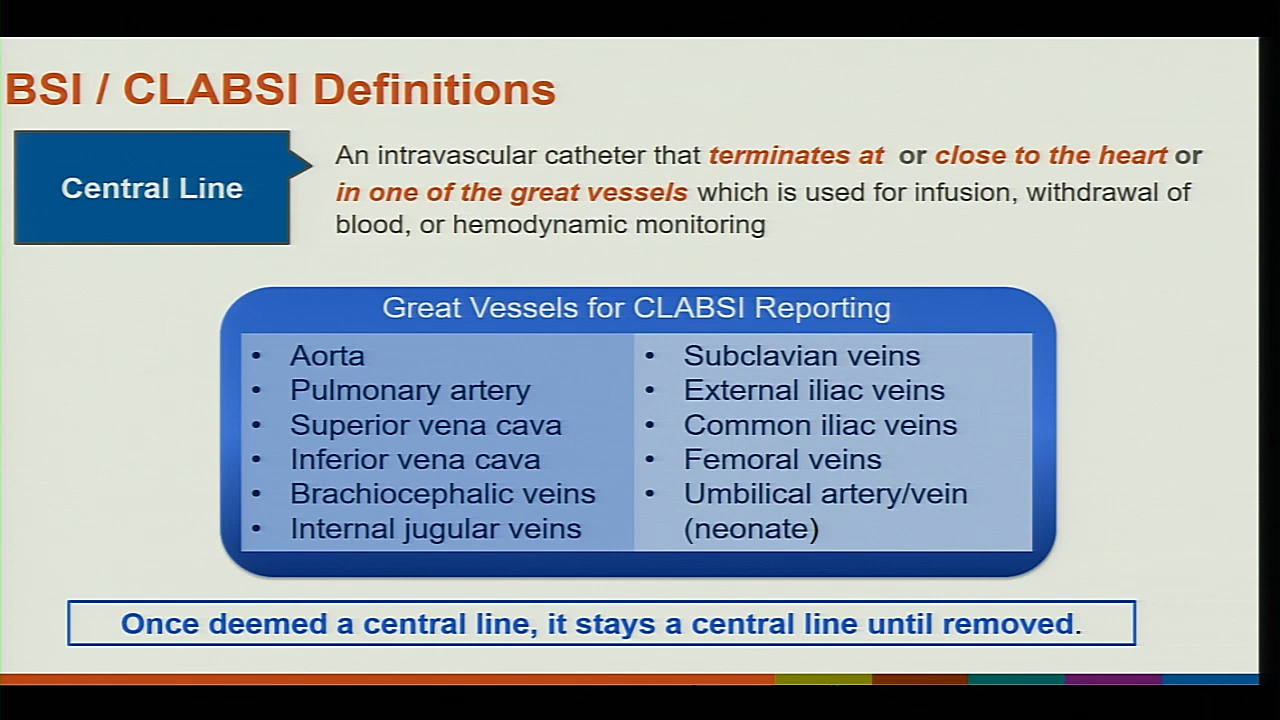 BSI / CLABSI Definitions
Central Line
An intravascular catheter that terminates at or close to the heart or
in one of the great vessels which is used for infusion, withdrawal of
blood, or hemodynamic monitoring
Great Vessels for CLABSI Reporting
• Aorta
• Pulmonary artery
• Superior vena cava
• Inferior vena cava
• Brachiocephalic veins
• Internal jugular veins
• Subclavian veins
• External iliac veins
• Common iliac veins
• Femoral veins
• Umbilical artery/vein
(neonate)
Once deemed a central line, it stays a central line until removed.